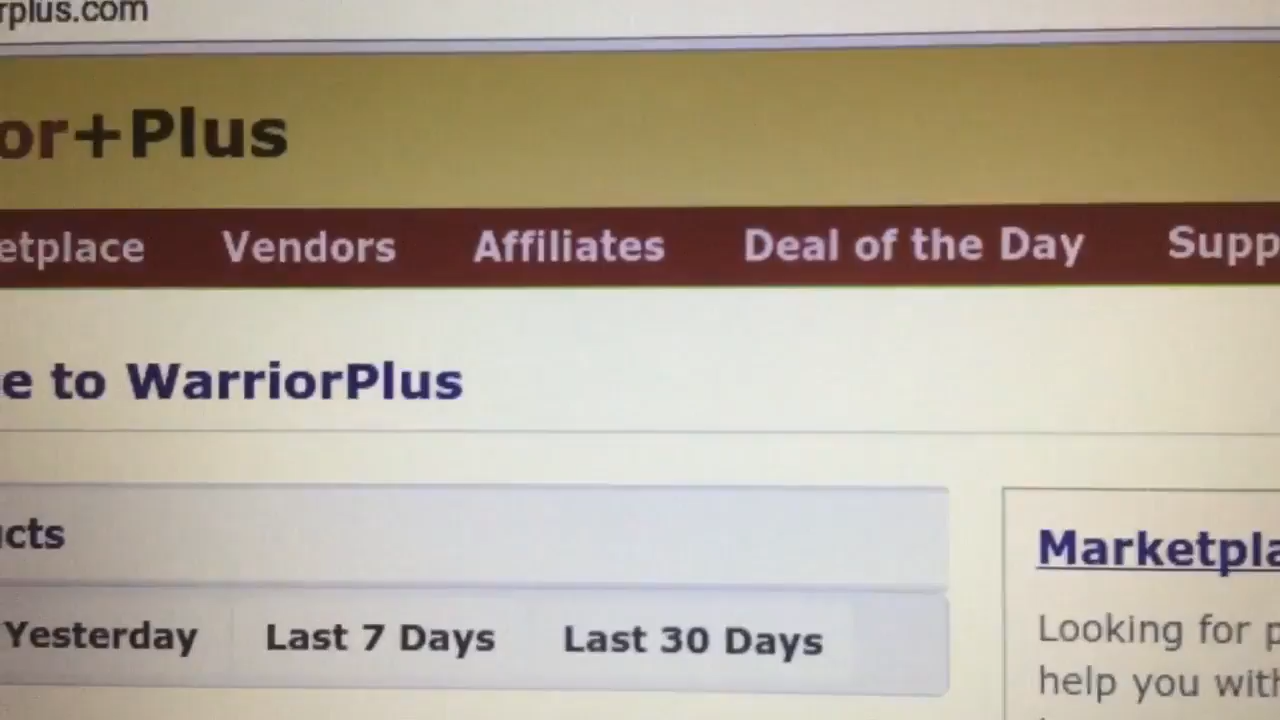 rplus.com
or+Plus
etplace Vendors Affiliates Deal of the Day Supp
e to WarriorPlus
cts
Marketpla
Yesterday Last 7 Days Last 30 Days
Looking for p
help you with